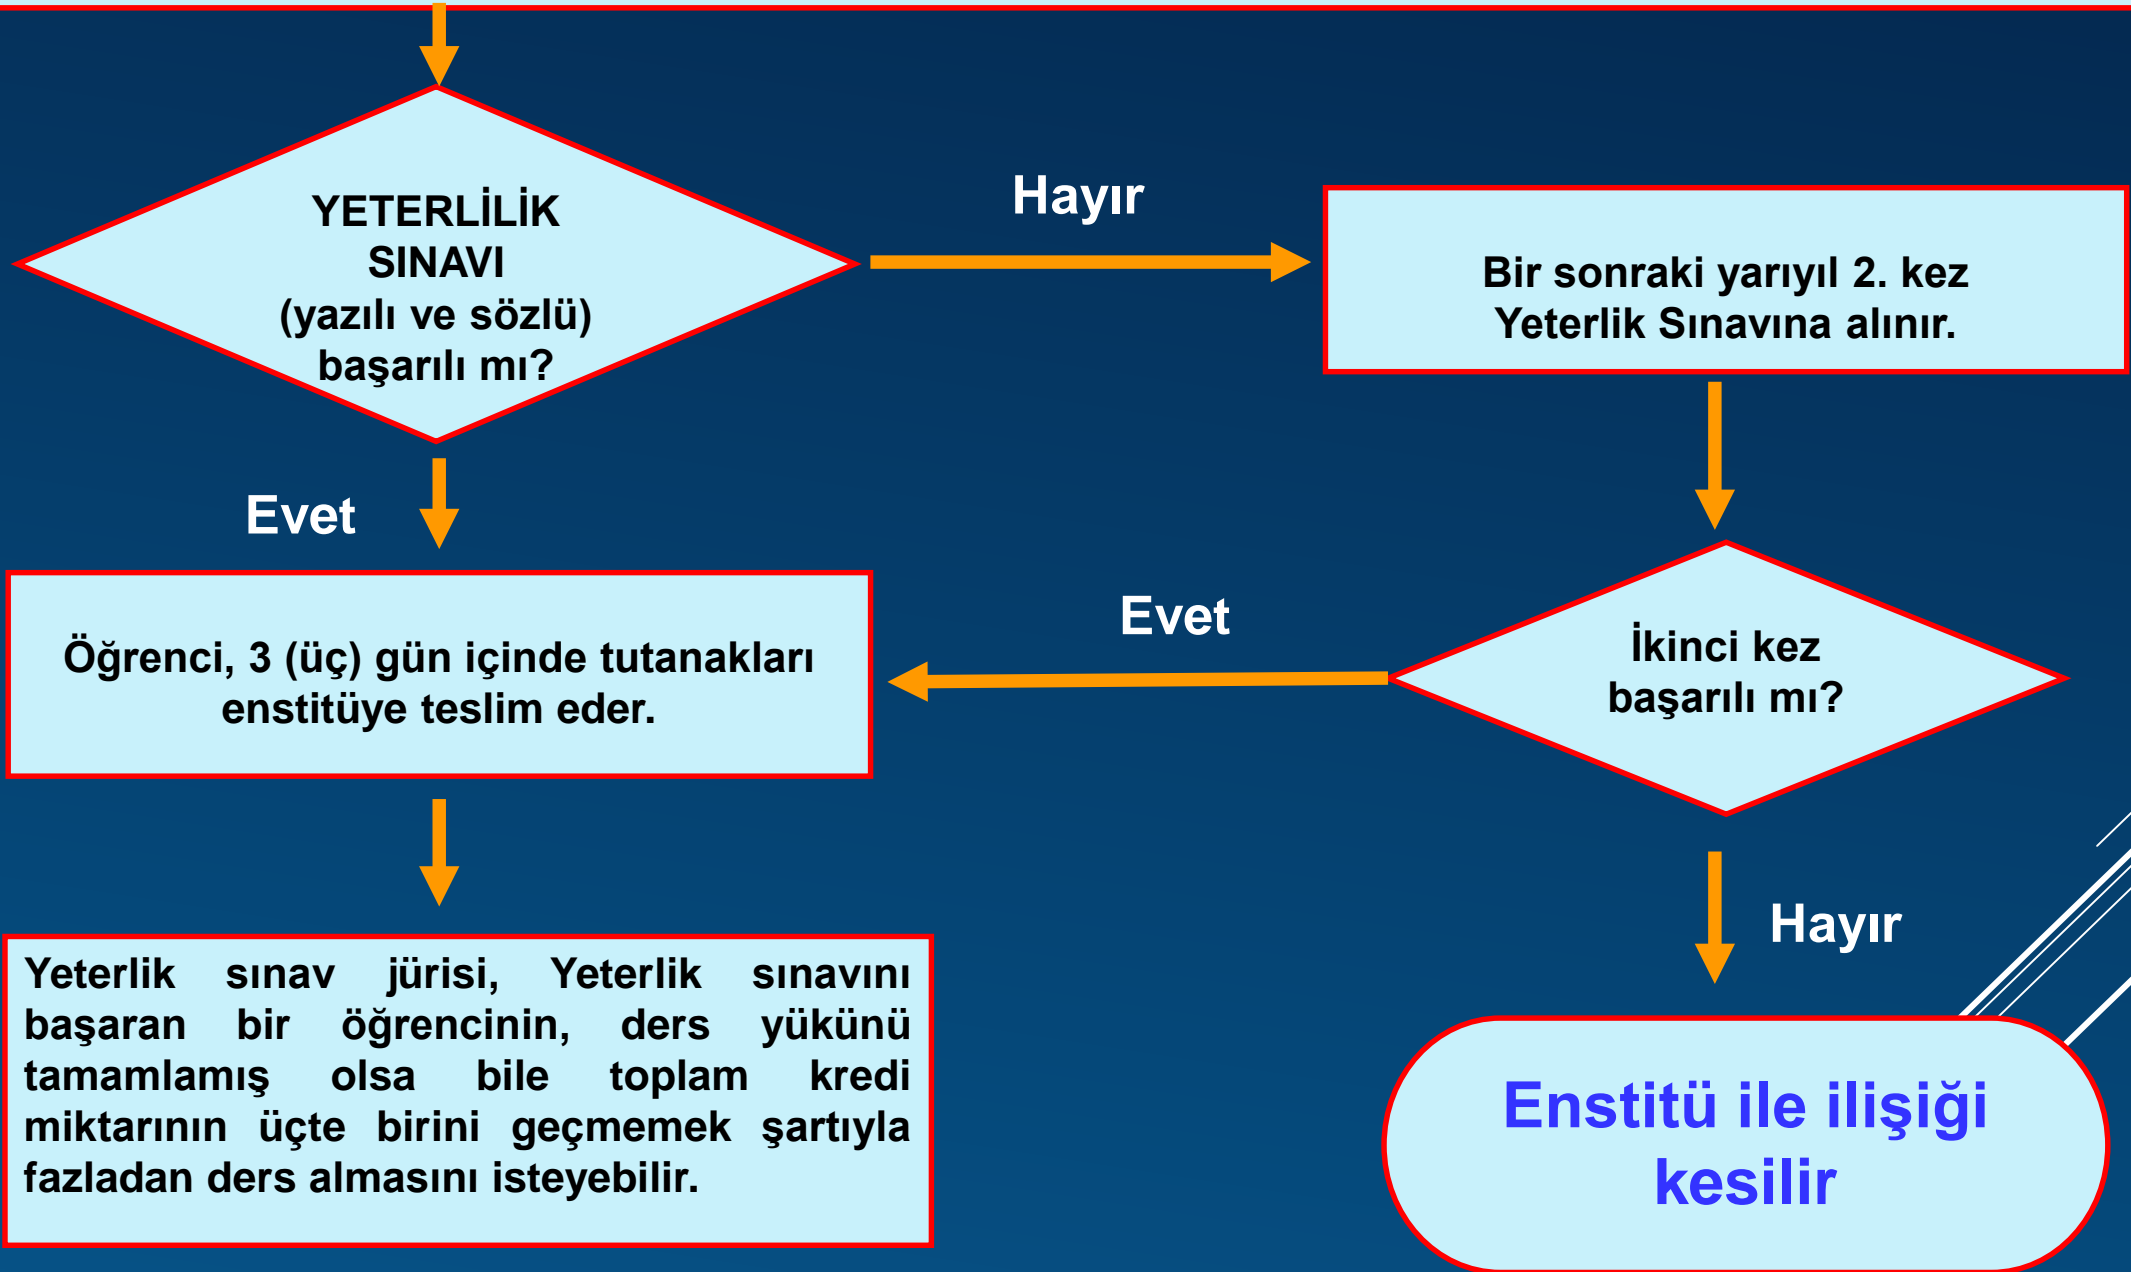 YETERLİLİK
SINAVI
(yazılı ve sözlü)
başarılı mı?
Hayır
Bir sonraki yarıyıl 2. kez
Yeterlik Sınavına alınır.
Evet
Öğrenci, 3 (üç) gün içinde tutanakları
enstitüye teslim eder.
Evet
İkinci kez
başarılı mı?
Yeterlik sınav jürisi, Yeterlik sınavını
başaran bir öğrencinin, ders yükünü
tamamlamış olsa bile toplam kredi
miktarının üçte birini geçmemek şartıyla
fazladan ders almasını isteyebilir.
Hayır
Enstitü ile ilişiği
kesilir